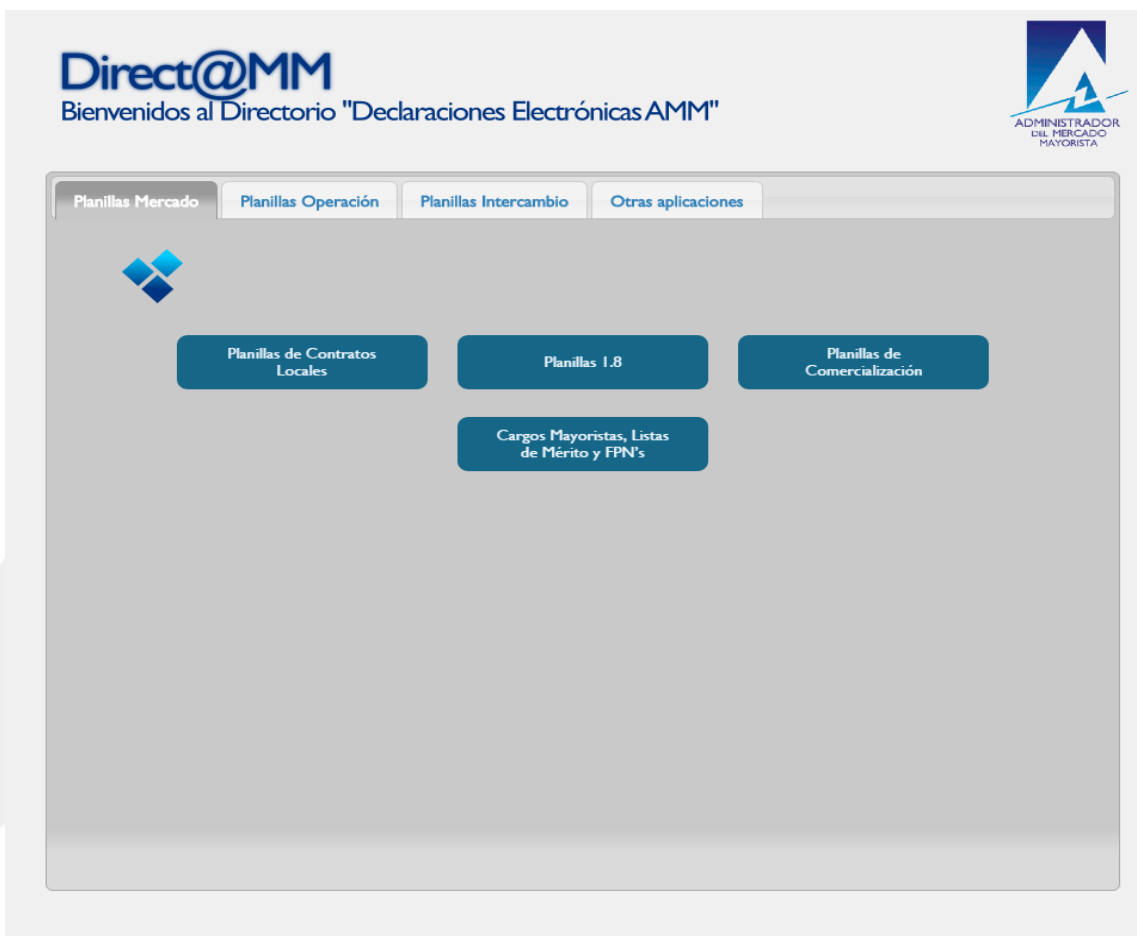 Direct@MM
Bienvenidos al Directorio "Declaraciones Electrónicas AMM"
ADMINISTRADOR
DEL MERCADO
MAYORISTA
Planillas Mercado
Planillas Operación
Planillas Intercambio
Otras aplicaciones
Planillas de Contratos
Locales
Planillas 1.8
Planillas de
Comercialización
Cargos Mayoristas, Listas
de Mérito y FPN's